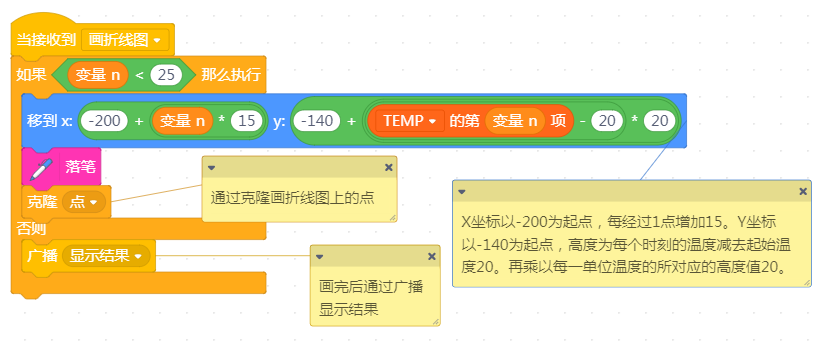 当接收到 画折线图
如果 变量 n < 25 那么执行
移到 x: -200 + 变量 n * 15 y: -140 + TEMP 的第 变量 n 项 - 20 * 20
落笔
克隆 点
通过克隆画折线图上的点
否则
广播 显示结果
画完后通过广播
显示结果
X坐标以-200为起点，每经过1点增加15。Y坐标
以-140为起点，高度为每个时刻的温度减去起始温
度20。再乘以每一单位温度的所对应的高度值20。